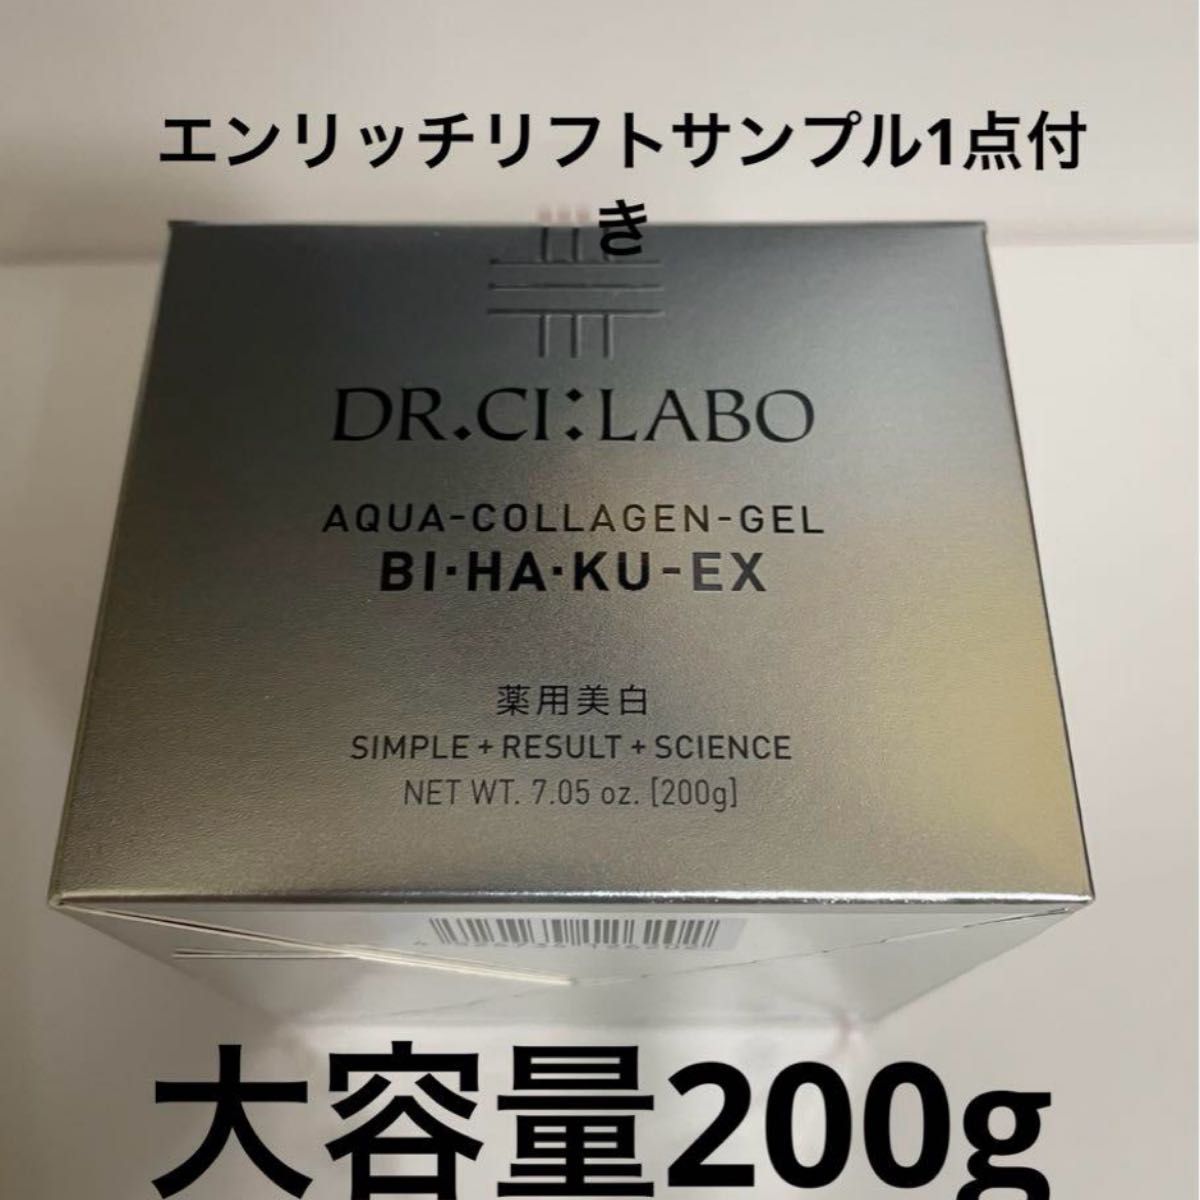 エンリッチリフトサンプル1点付
き
DR.CI:LABO
AQUA-COLLAGEN-GEL
BI·HA·KU-EX
薬用美白
SIMPLE + RESULT + SCIENCE
NET WT. 7.05 oz. [200g]
大容量200g